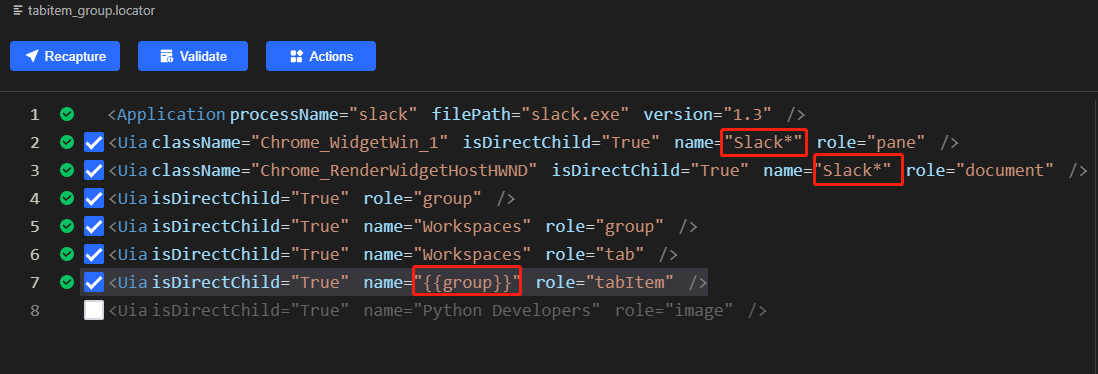 tabitem_group.locator
Recapture Validate Actions
1 <Application processName="slack" filePath="slack.exe" version="1.3" />
2 <Uia className="Chrome_WidgetWin_1" isDirectChild="True" name="Slack*" role="pane" />
3 <Uia className="Chrome_RenderWidgetHostHWND" isDirectChild="True" name="Slack*" role="document" />
4 <Uia isDirectChild="True" role="group" />
5 <Uia isDirectChild="True" name="Workspaces" role="group" />
6 <Uia isDirectChild="True" name="Workspaces" role="tab" />
7 <Uia isDirectChild="True" name="{{group}}" role="tabItem" />
8 <Uia isDirectChild="True" name="Python Developers" role="image" />